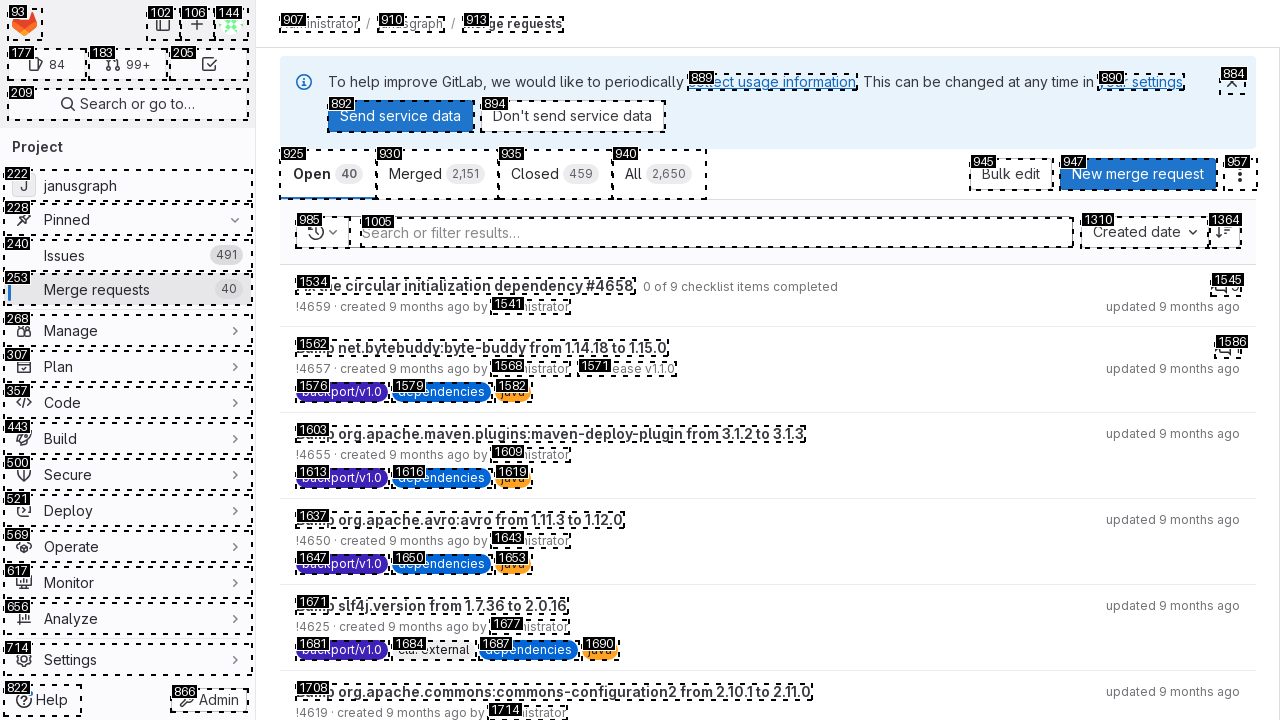 93
102
106
144
177
84
183
99+
205
209
Search or go to…
Project
222
J
janusgraph
228
Pinned
240
Issues
491
253
Merge requests
40
268
Manage
307
Plan
357
Code
443
Build
500
Secure
521
Deploy
569
Operate
617
Monitor
656
Analyze
714
Settings
822
Help
866
Admin
907
/
910
/
913
requests
To help improve GitLab, we would like to periodically 889 usage information. This can be changed at any time in 890 settings.
884
892
Send service data
894
Don't send service data
925
Open 40
930
Merged 2,151
935
Closed 459
940
All 2,650
945
Bulk edit
947
New merge request
957
985
1005
Search or filter results…
1310
Created date
1364
1534 the circular initialization dependency #4658
0 of 9 checklist items completed
1545
!4659 · created 9 months ago by 1541
updated 9 months ago
1562 net.bytebuddy:byte-buddy from 1.14.18 to 1.15.0
1586
!4657 · created 9 months ago by 1568
1571 v1.1.0
updated 9 months ago
1576 backport/v1.0
1579 dependencies
1582 java
1603 org.apache.maven.plugins:maven-deploy-plugin from 3.1.2 to 3.1.3
updated 9 months ago
!4655 · created 9 months ago by 1609
1613 backport/v1.0
1616 dependencies
1619 java
1637 org.apache.avro:avro from 1.11.3 to 1.12.0
updated 9 months ago
!4650 · created 9 months ago by 1643
1647 backport/v1.0
1650 dependencies
1653 java
1671 slf4j.version from 1.7.36 to 2.0.16
updated 9 months ago
!4625 · created 9 months ago by 1677
1681 backport/v1.0
1684 cla: external
1687 dependencies
1690 java
1708 org.apache.commons:commons-configuration2 from 2.10.1 to 2.11.0
updated 9 months ago
!4619 · created 9 months ago by 1714